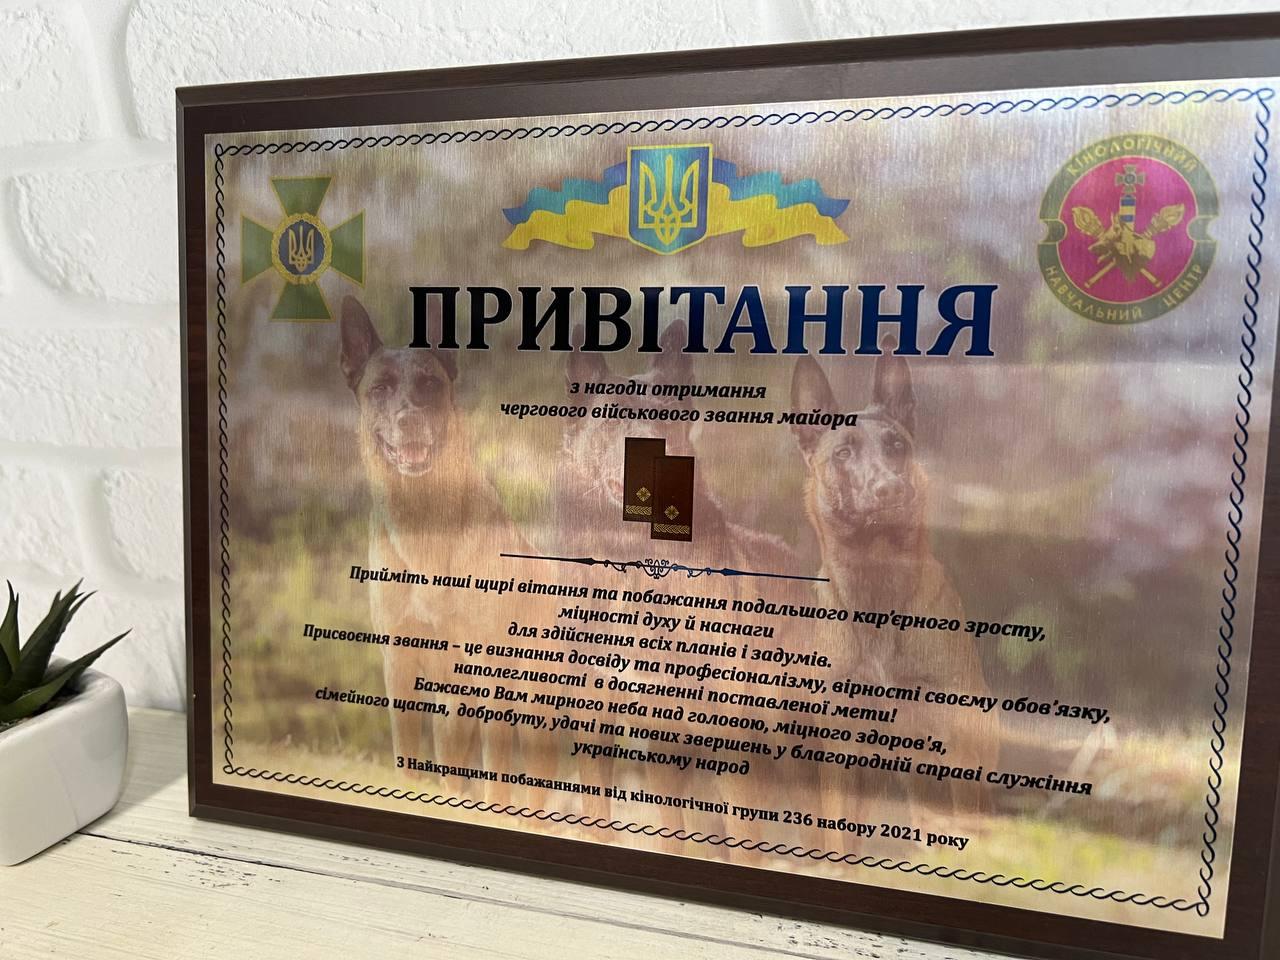 КІНОЛОГІЧНИЙ
НАВЧАЛЬНИЙ ЦЕНТР
ПРИВІТАННЯ
з нагоди отримання
чергового військового звання майора
Прийміть наші щирі вітання та побажання подальшого кар'єрного зросту,
міцності духу й наснаги
для здійснення всіх планів і задумів.
Присвоєння звання – це визнання досвіду та професіоналізму, вірності своєму обов'язку,
наполегливості в досягненні поставленої мети!
Бажаємо Вам мирного неба над головою, міцного здоров'я,
сімейного щастя, добробуту, удачі та нових звершень у благородній справі служіння
українському народ
З Найкращими побажаннями від кінологічної групи 236 набору 2021 року